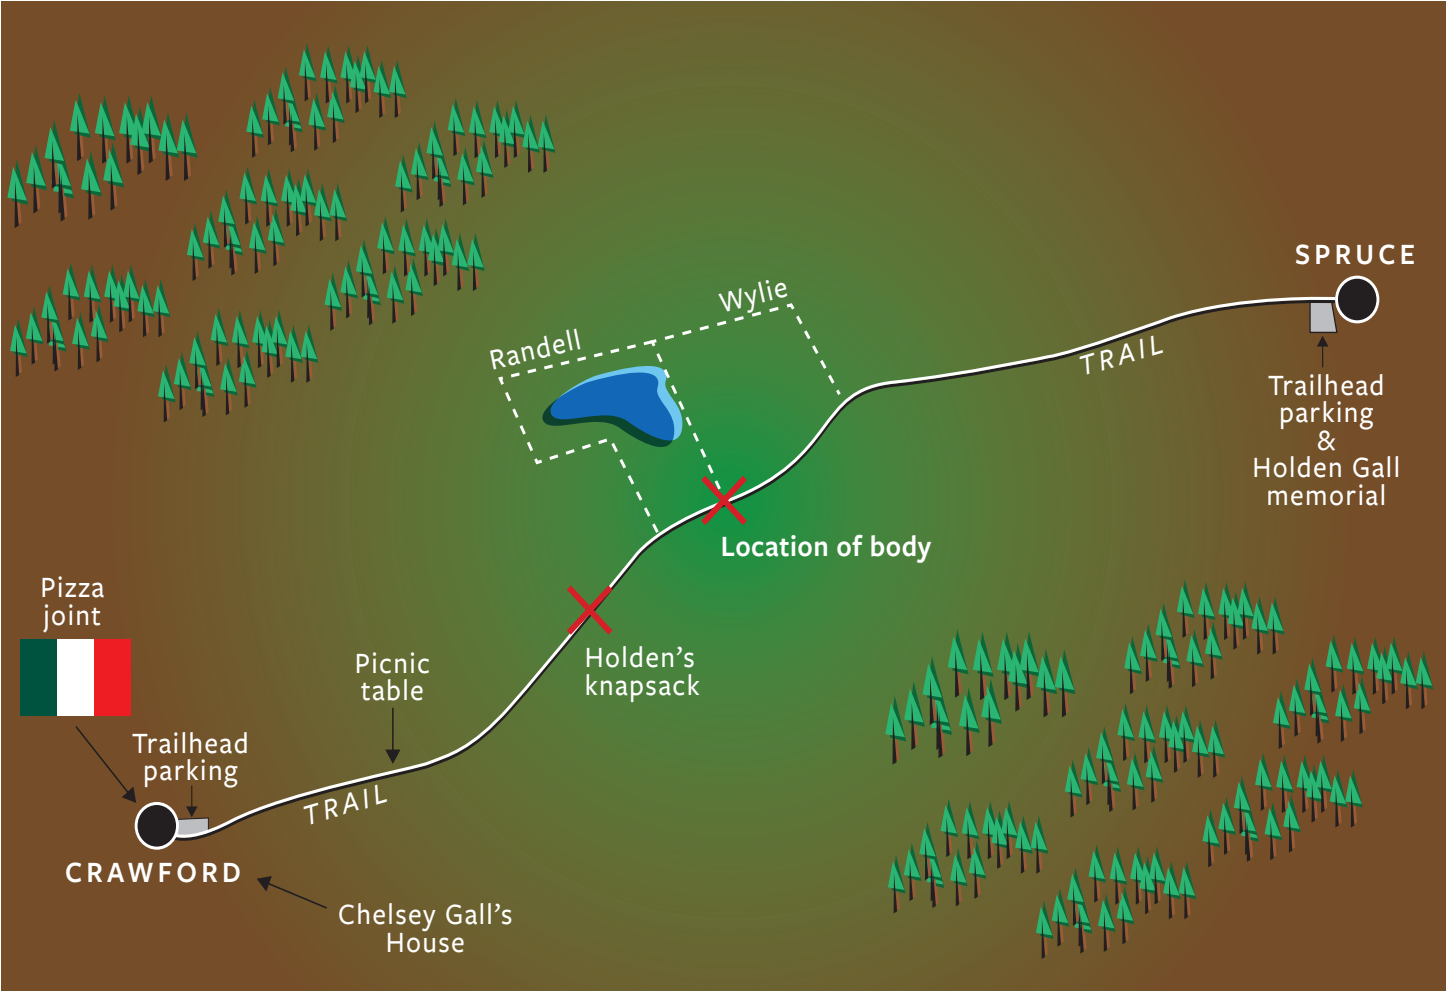 SPRUCE
Wylie
Randell
TRAIL
Trailhead
parking
&
Holden Gall
memorial
Location of body
Pizza
joint
Holden’s
knapsack
Picnic
table
Trailhead
parking
TRAIL
CRAWFORD
Chelsey Gall’s
House